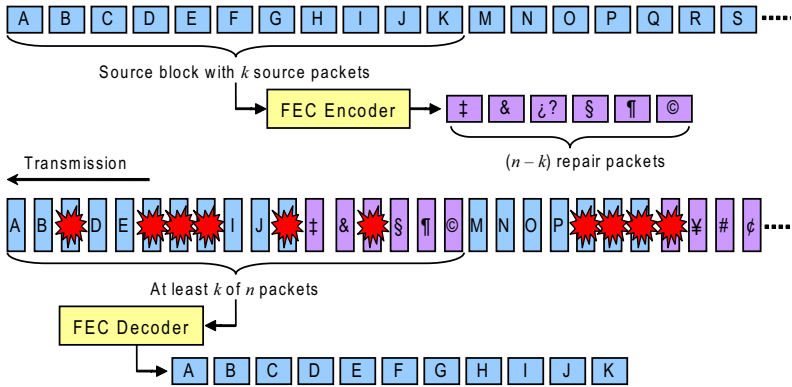 A B C D E F G H I J K M N O P Q R S
Source block with k source packets
FEC Encoder
‡ & ¿? § ¶ ©
(n – k) repair packets
Transmission
A B D E I J ‡ & § ¶ © M N O P ¥ # ¢
At least k of n packets
FEC Decoder
A B C D E F G H I J K